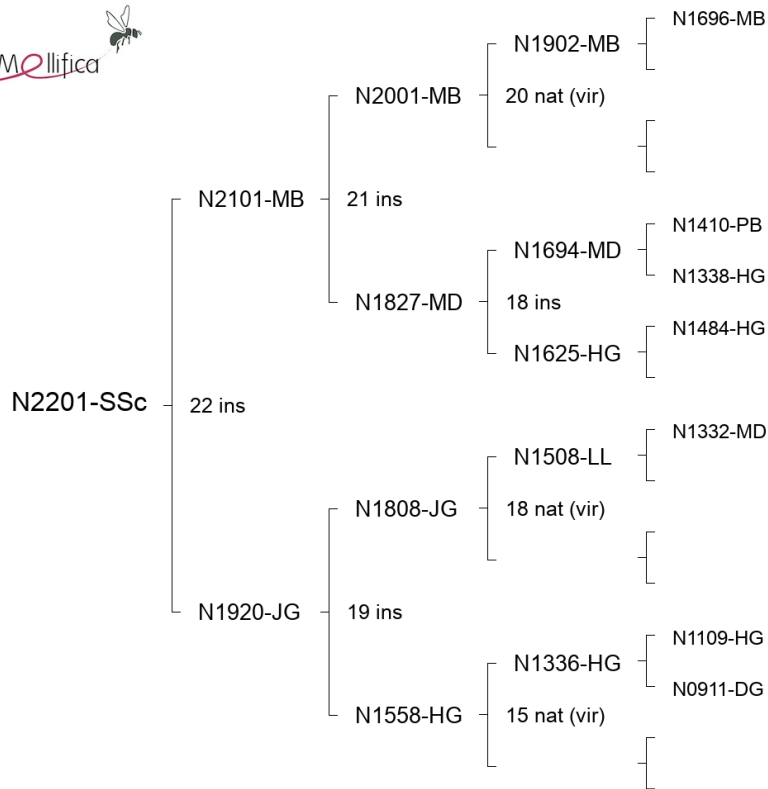 N1696-MB
N1902-MB
Mellifica
N2001-MB
20 nat (vir)
N2101-MB
21 ins
N1410-PB
N1694-MD
N1338-HG
N1827-MD
18 ins
N1484-HG
N1625-HG
N2201-SSc
22 ins
N1332-MD
N1508-LL
N1808-JG
18 nat (vir)
N1920-JG
19 ins
N1109-HG
N1336-HG
N0911-DG
N1558-HG
15 nat (vir)